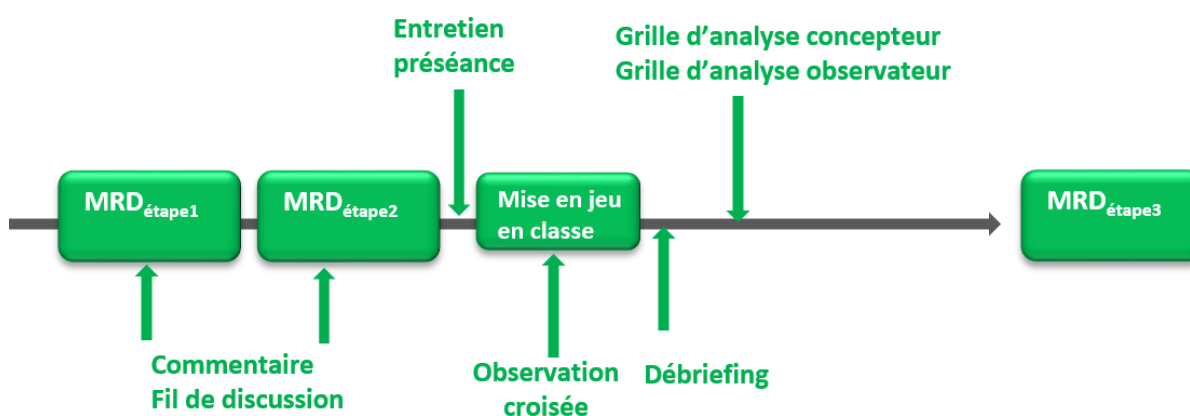 Entretien
préséance
Grille d'analyse concepteur
Grille d'analyse observateur
MRDétape1
MRDétape2
Mise en jeu
en classe
MRDétape3
Commentaire
Fil de discussion
Observation
croisée
Débriefing